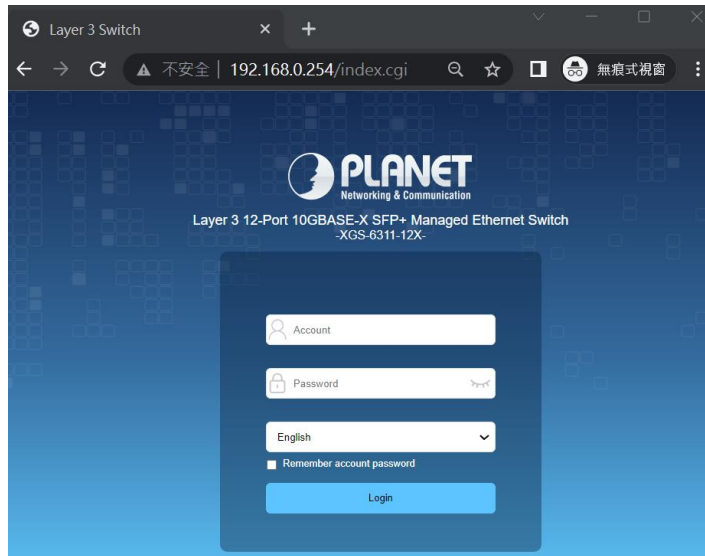 Layer 3 Switch
不安全 192.168.0.254/index.cgi 無痕式視窗
PLANET
Networking & Communication
Layer 3 12-Port 10GBASE-X SFP+ Managed Ethernet Switch
-XGS-6311-12X-
Account
Password
English
Remember account password
Login